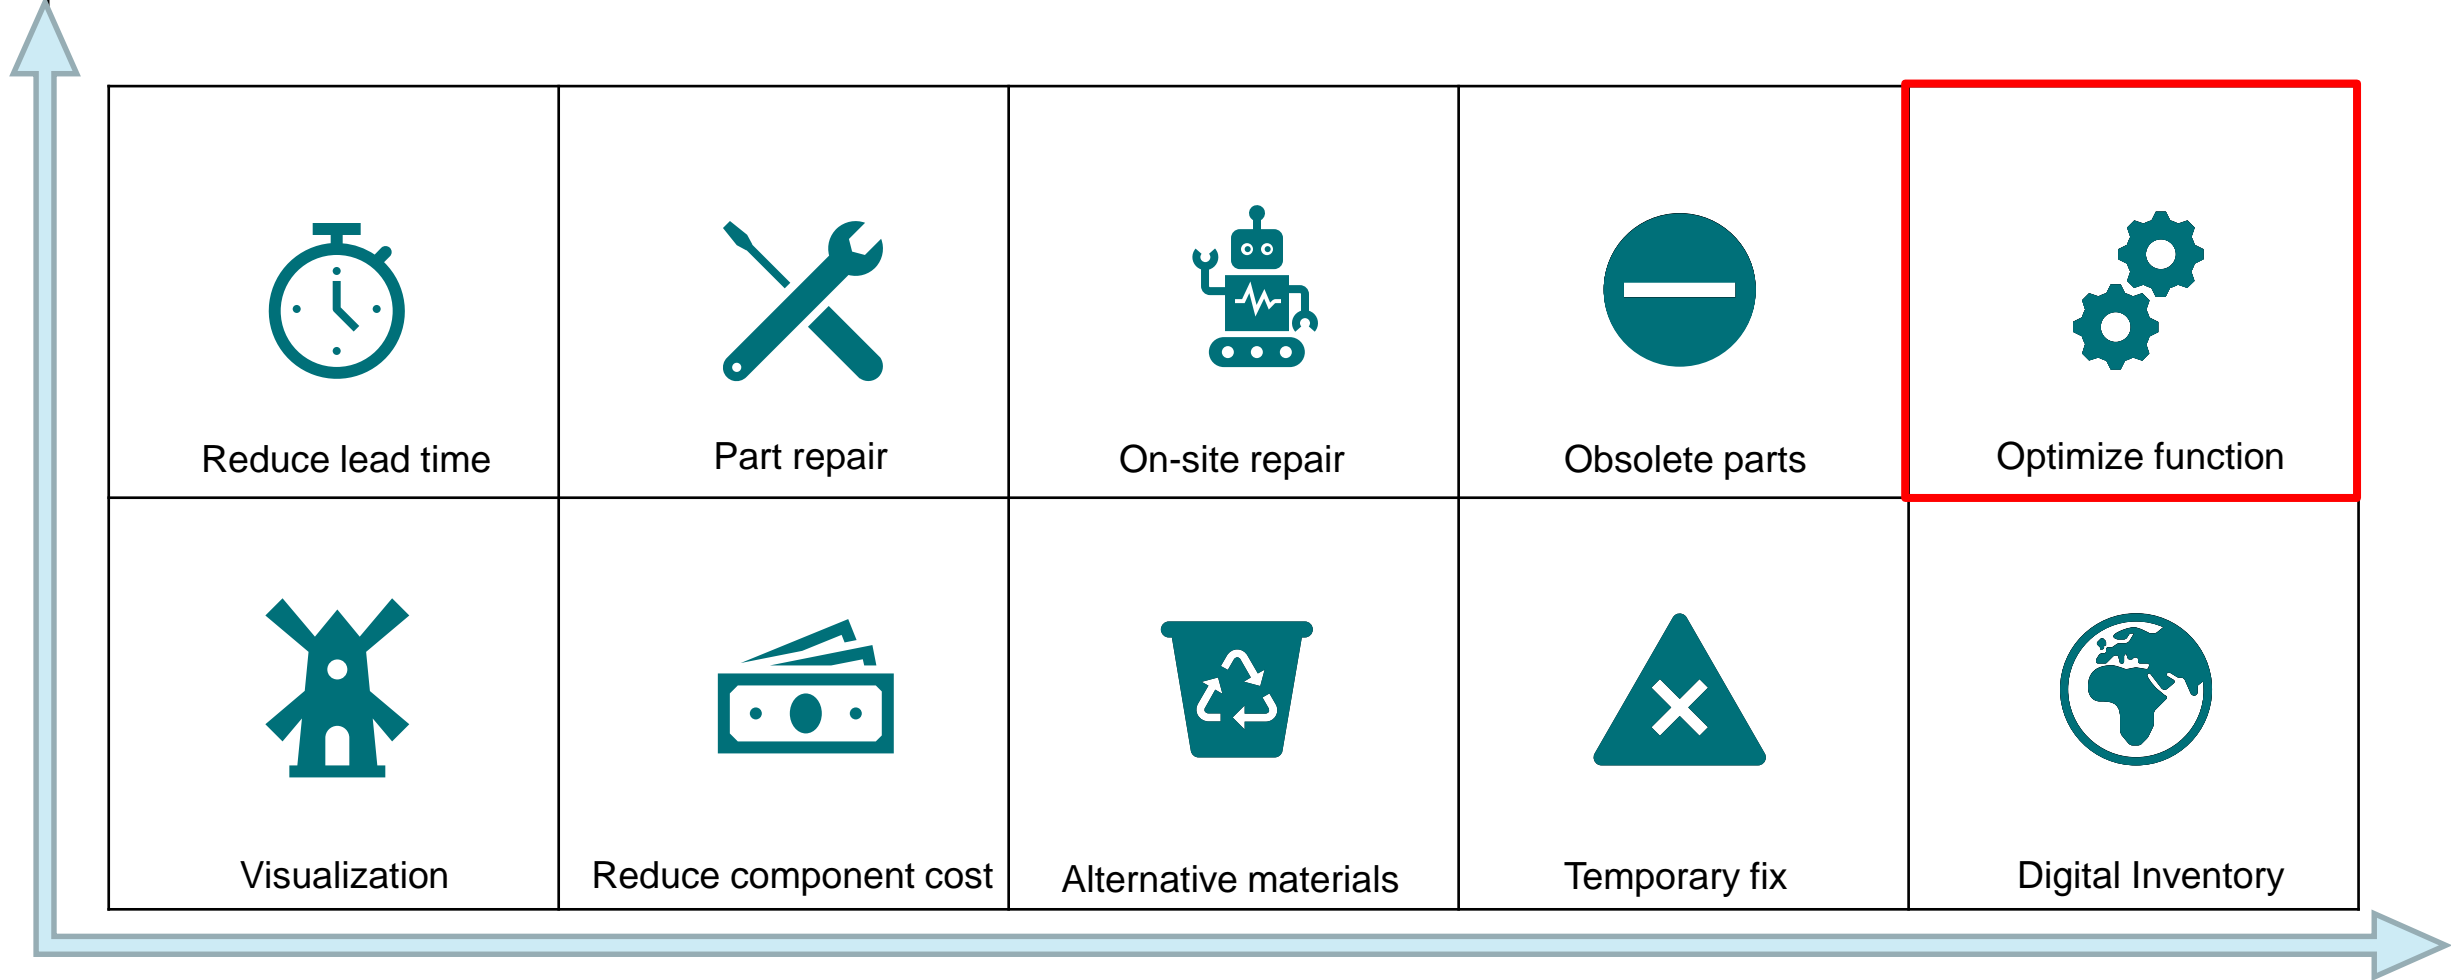 Reduce lead time
Part repair
On-site repair
Obsolete parts
Optimize function
Visualization
Reduce component cost
Alternative materials
Temporary fix
Digital Inventory